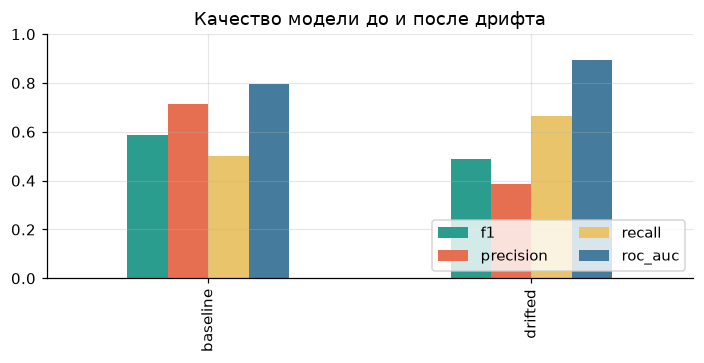 Качество модели до и после дрифта
1.0
0.8
0.6
0.4
0.2
0.0
f1
precision
recall
roc_auc
baseline
drifted